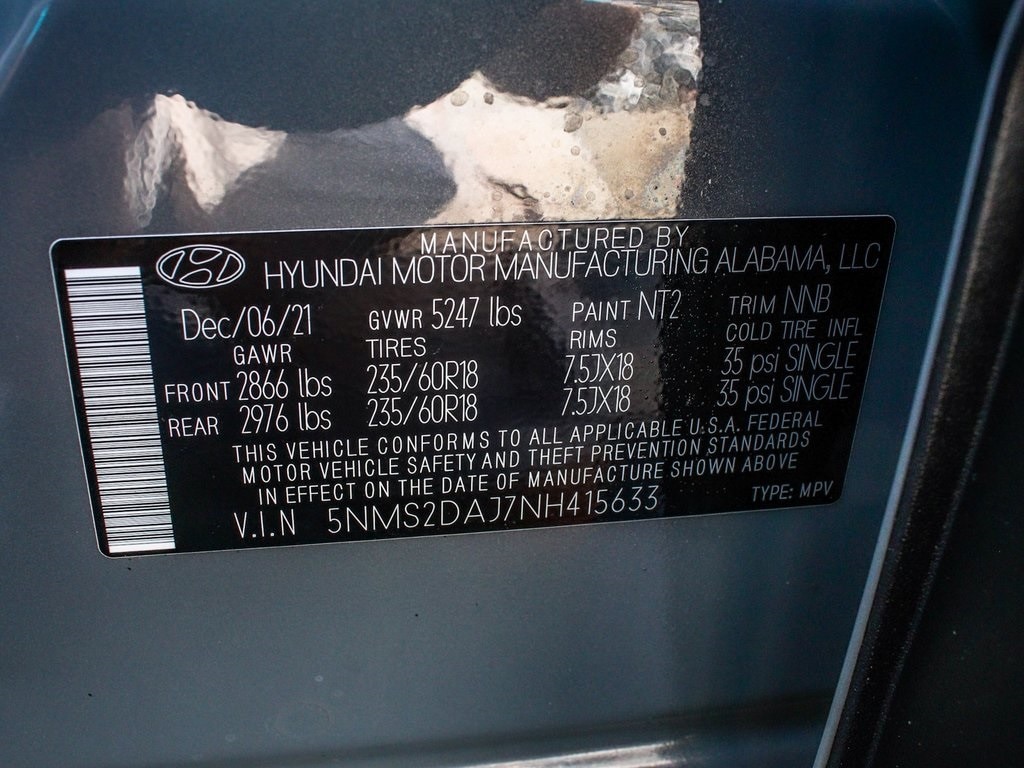 MANUFACTURED BY
HYUNDAI MOTOR MANUFACTURING ALABAMA, LLC
Dec/06/21 GVWR 5247 lbs PAINT NT2 TRIM NNB
GAWR TIRES RIMS COLD TIRE INFL
FRONT 2866 lbs 235/60R18 7.5JX18 35 psi SINGLE
REAR 2976 lbs 235/60R18 7.5JX18 35 psi SINGLE
THIS VEHICLE CONFORMS TO ALL APPLICABLE U.S.A. FEDERAL
MOTOR VEHICLE SAFETY AND THEFT PREVENTION STANDARDS
IN EFFECT ON THE DATE OF MANUFACTURE SHOWN ABOVE
V.I.N 5NMS2DAJ7NH415633 TYPE: MPV